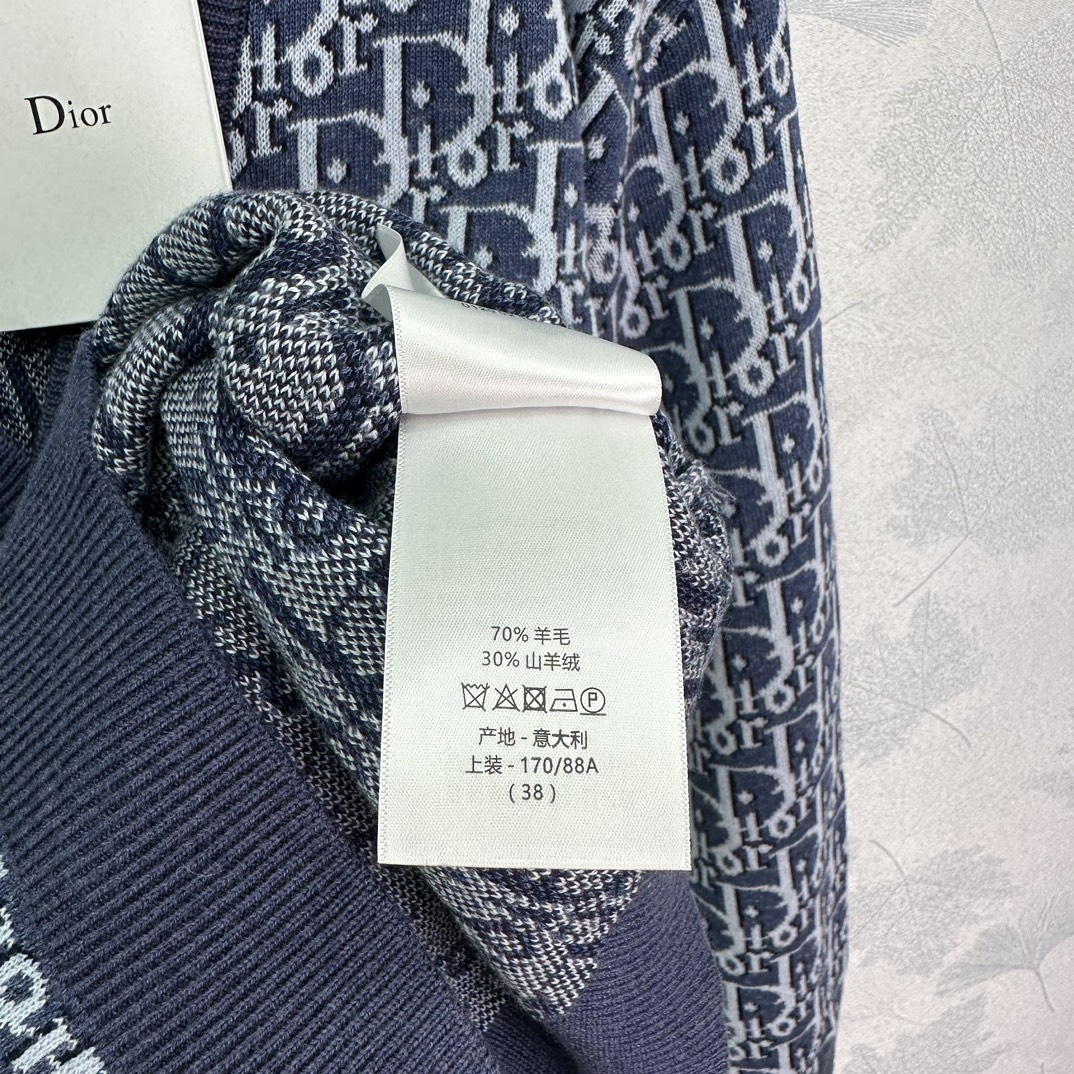 Dior
70% 羊毛
30% 山羊绒
P
产地 - 意大利
上装 - 170/88A
( 38 )